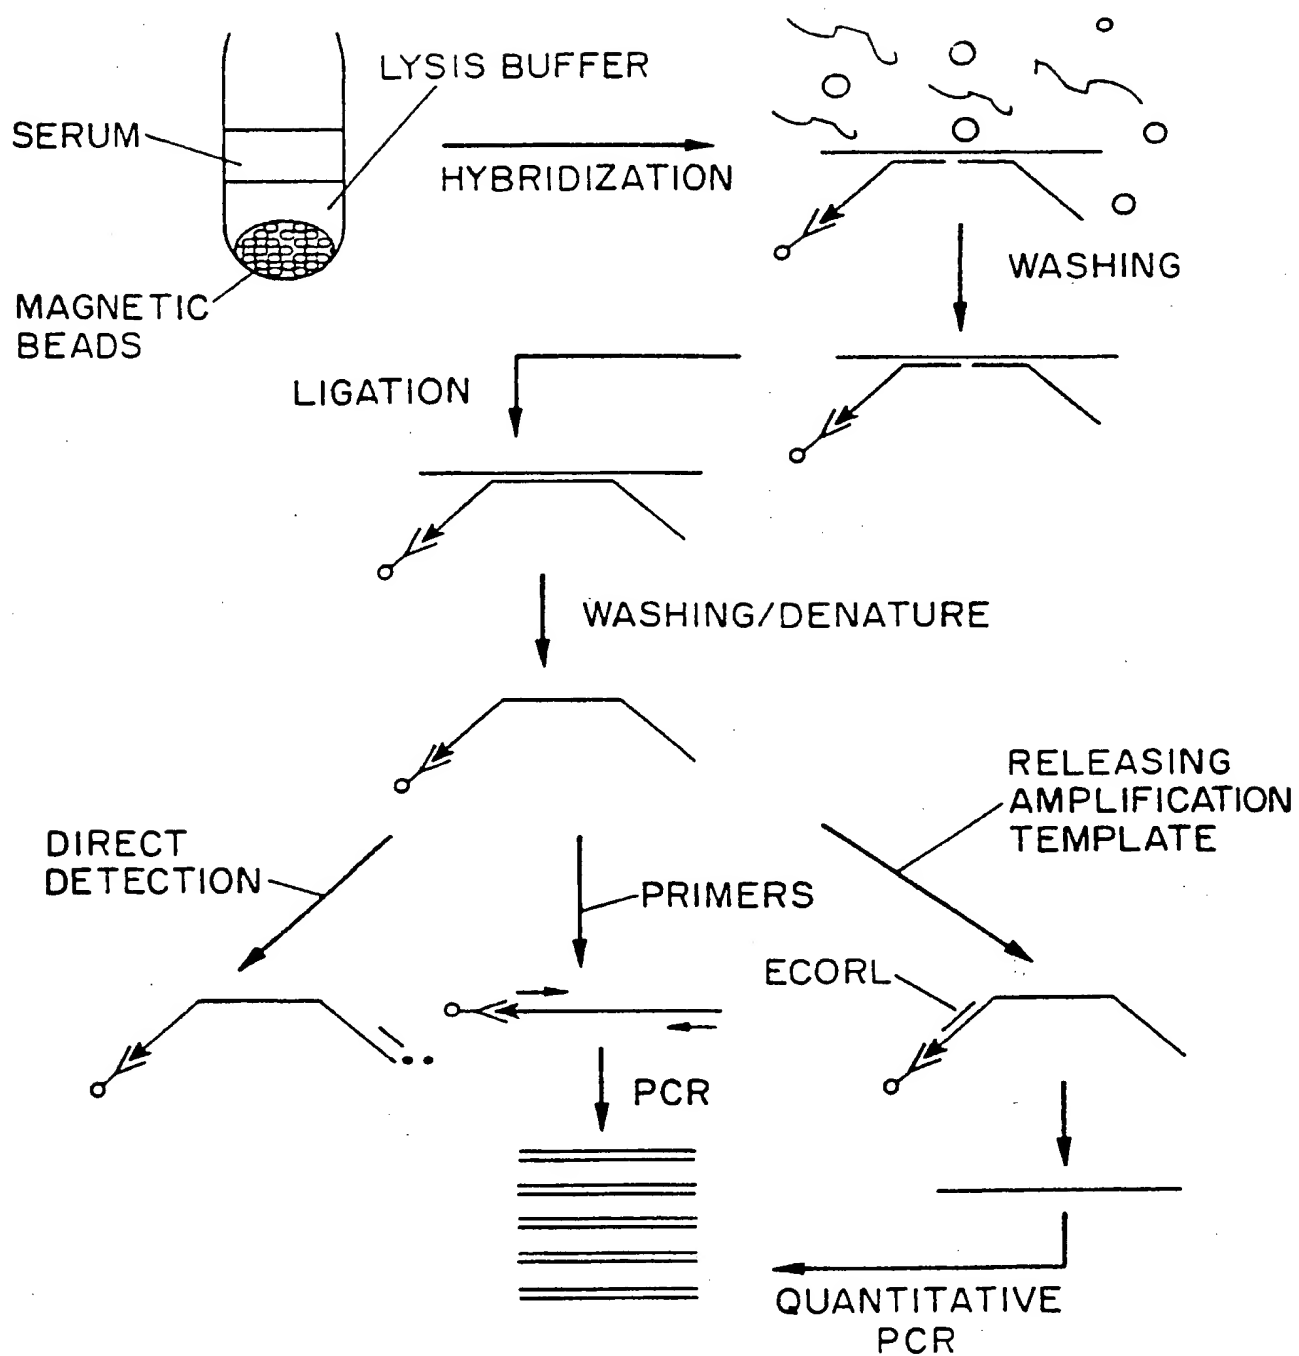 LYSIS BUFFER
SERUM
HYBRIDIZATION
MAGNETIC
BEADS
WASHING
LIGATION
WASHING/DENATURE
RELEASING
AMPLIFICATION
TEMPLATE
DIRECT
DETECTION
PRIMERS
ECORL
PCR
QUANTITATIVE
PCR